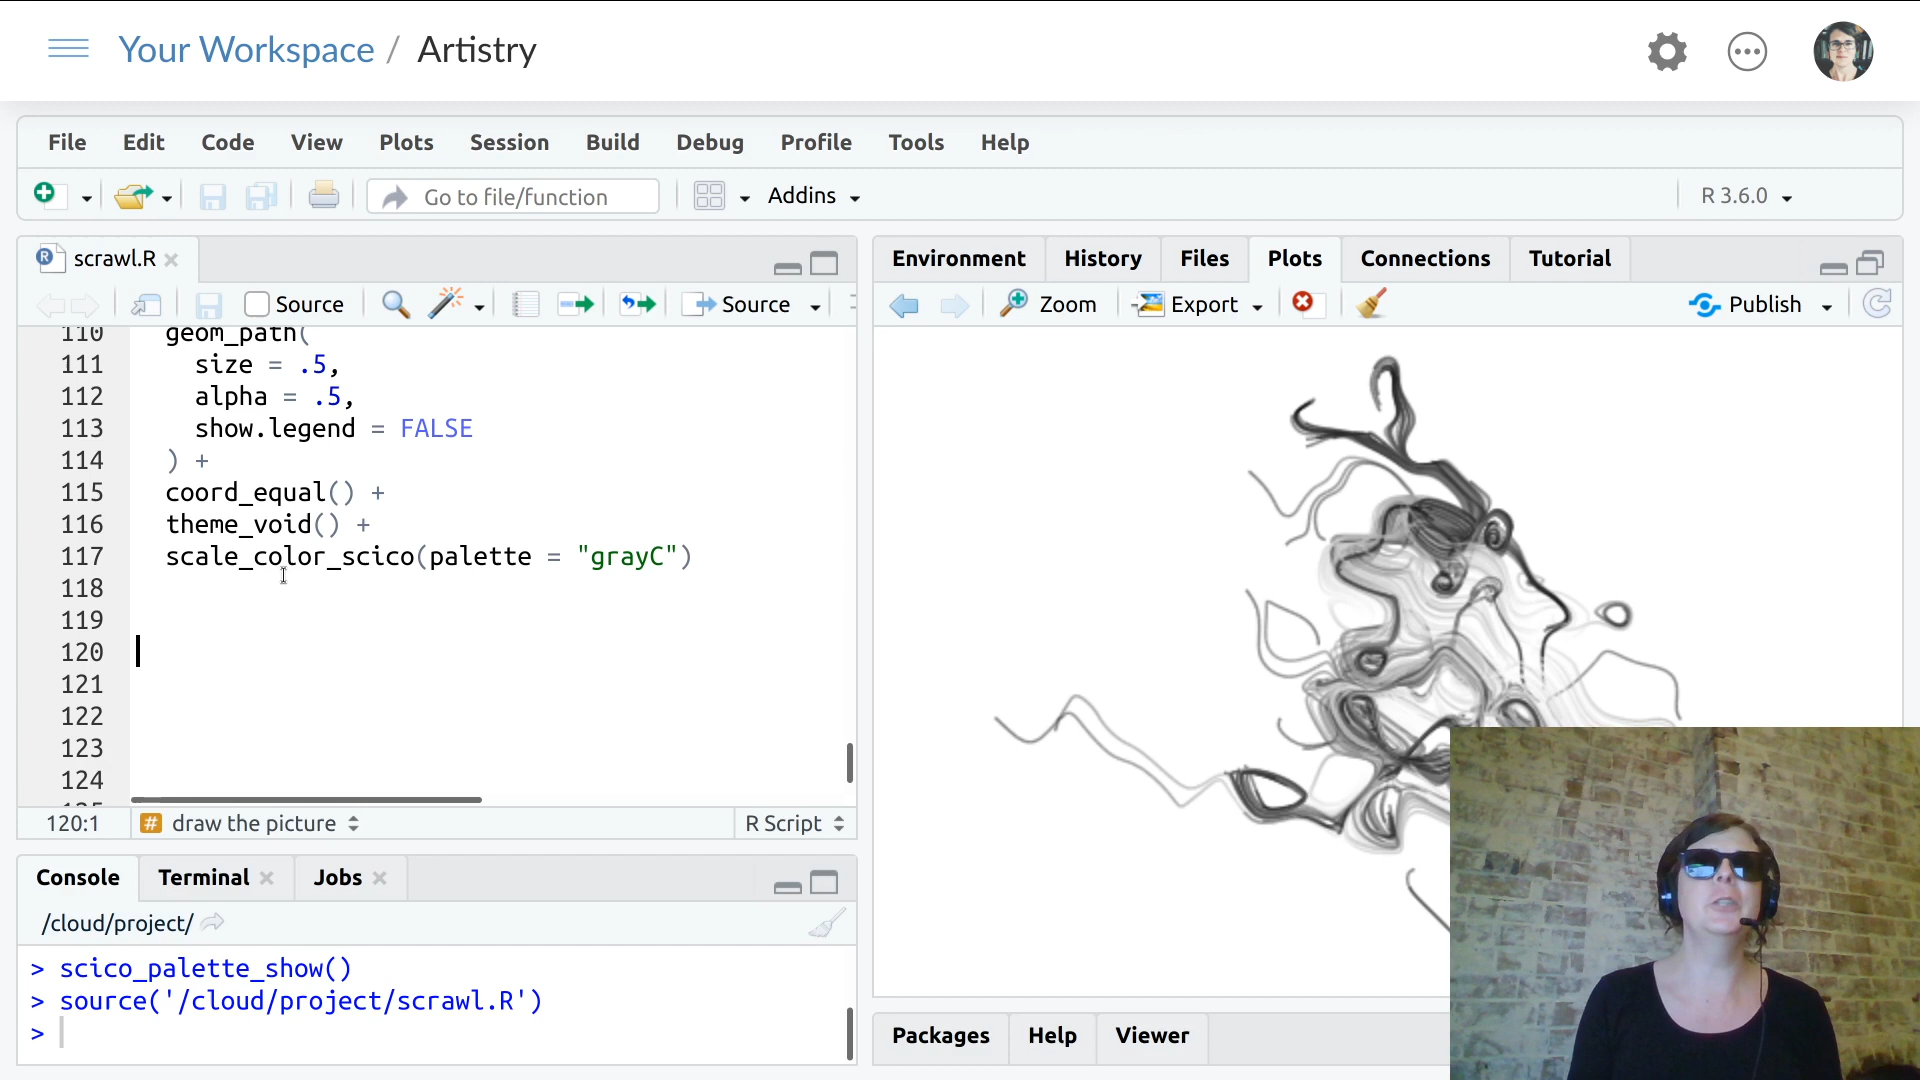 Your Workspace / Artistry
File Edit Code View Plots Session Build Debug Profile Tools Help
Go to file/function Addins R 3.6.0
scrawl.R
Source Source
110 geom_path(
111 size = .5,
112 alpha = .5,
113 show.legend = FALSE
114 ) +
115 coord_equal() +
116 theme_void() +
117 scale_color_scico(palette = "grayC")
118
119
120
121
122
123
124
125
120:1 # draw the picture R Script
Console Terminal Jobs
/cloud/project/
> scico_palette_show()
> source('/cloud/project/scrawl.R')
>
Environment History Files Plots Connections Tutorial
Zoom Export Publish
Packages Help Viewer